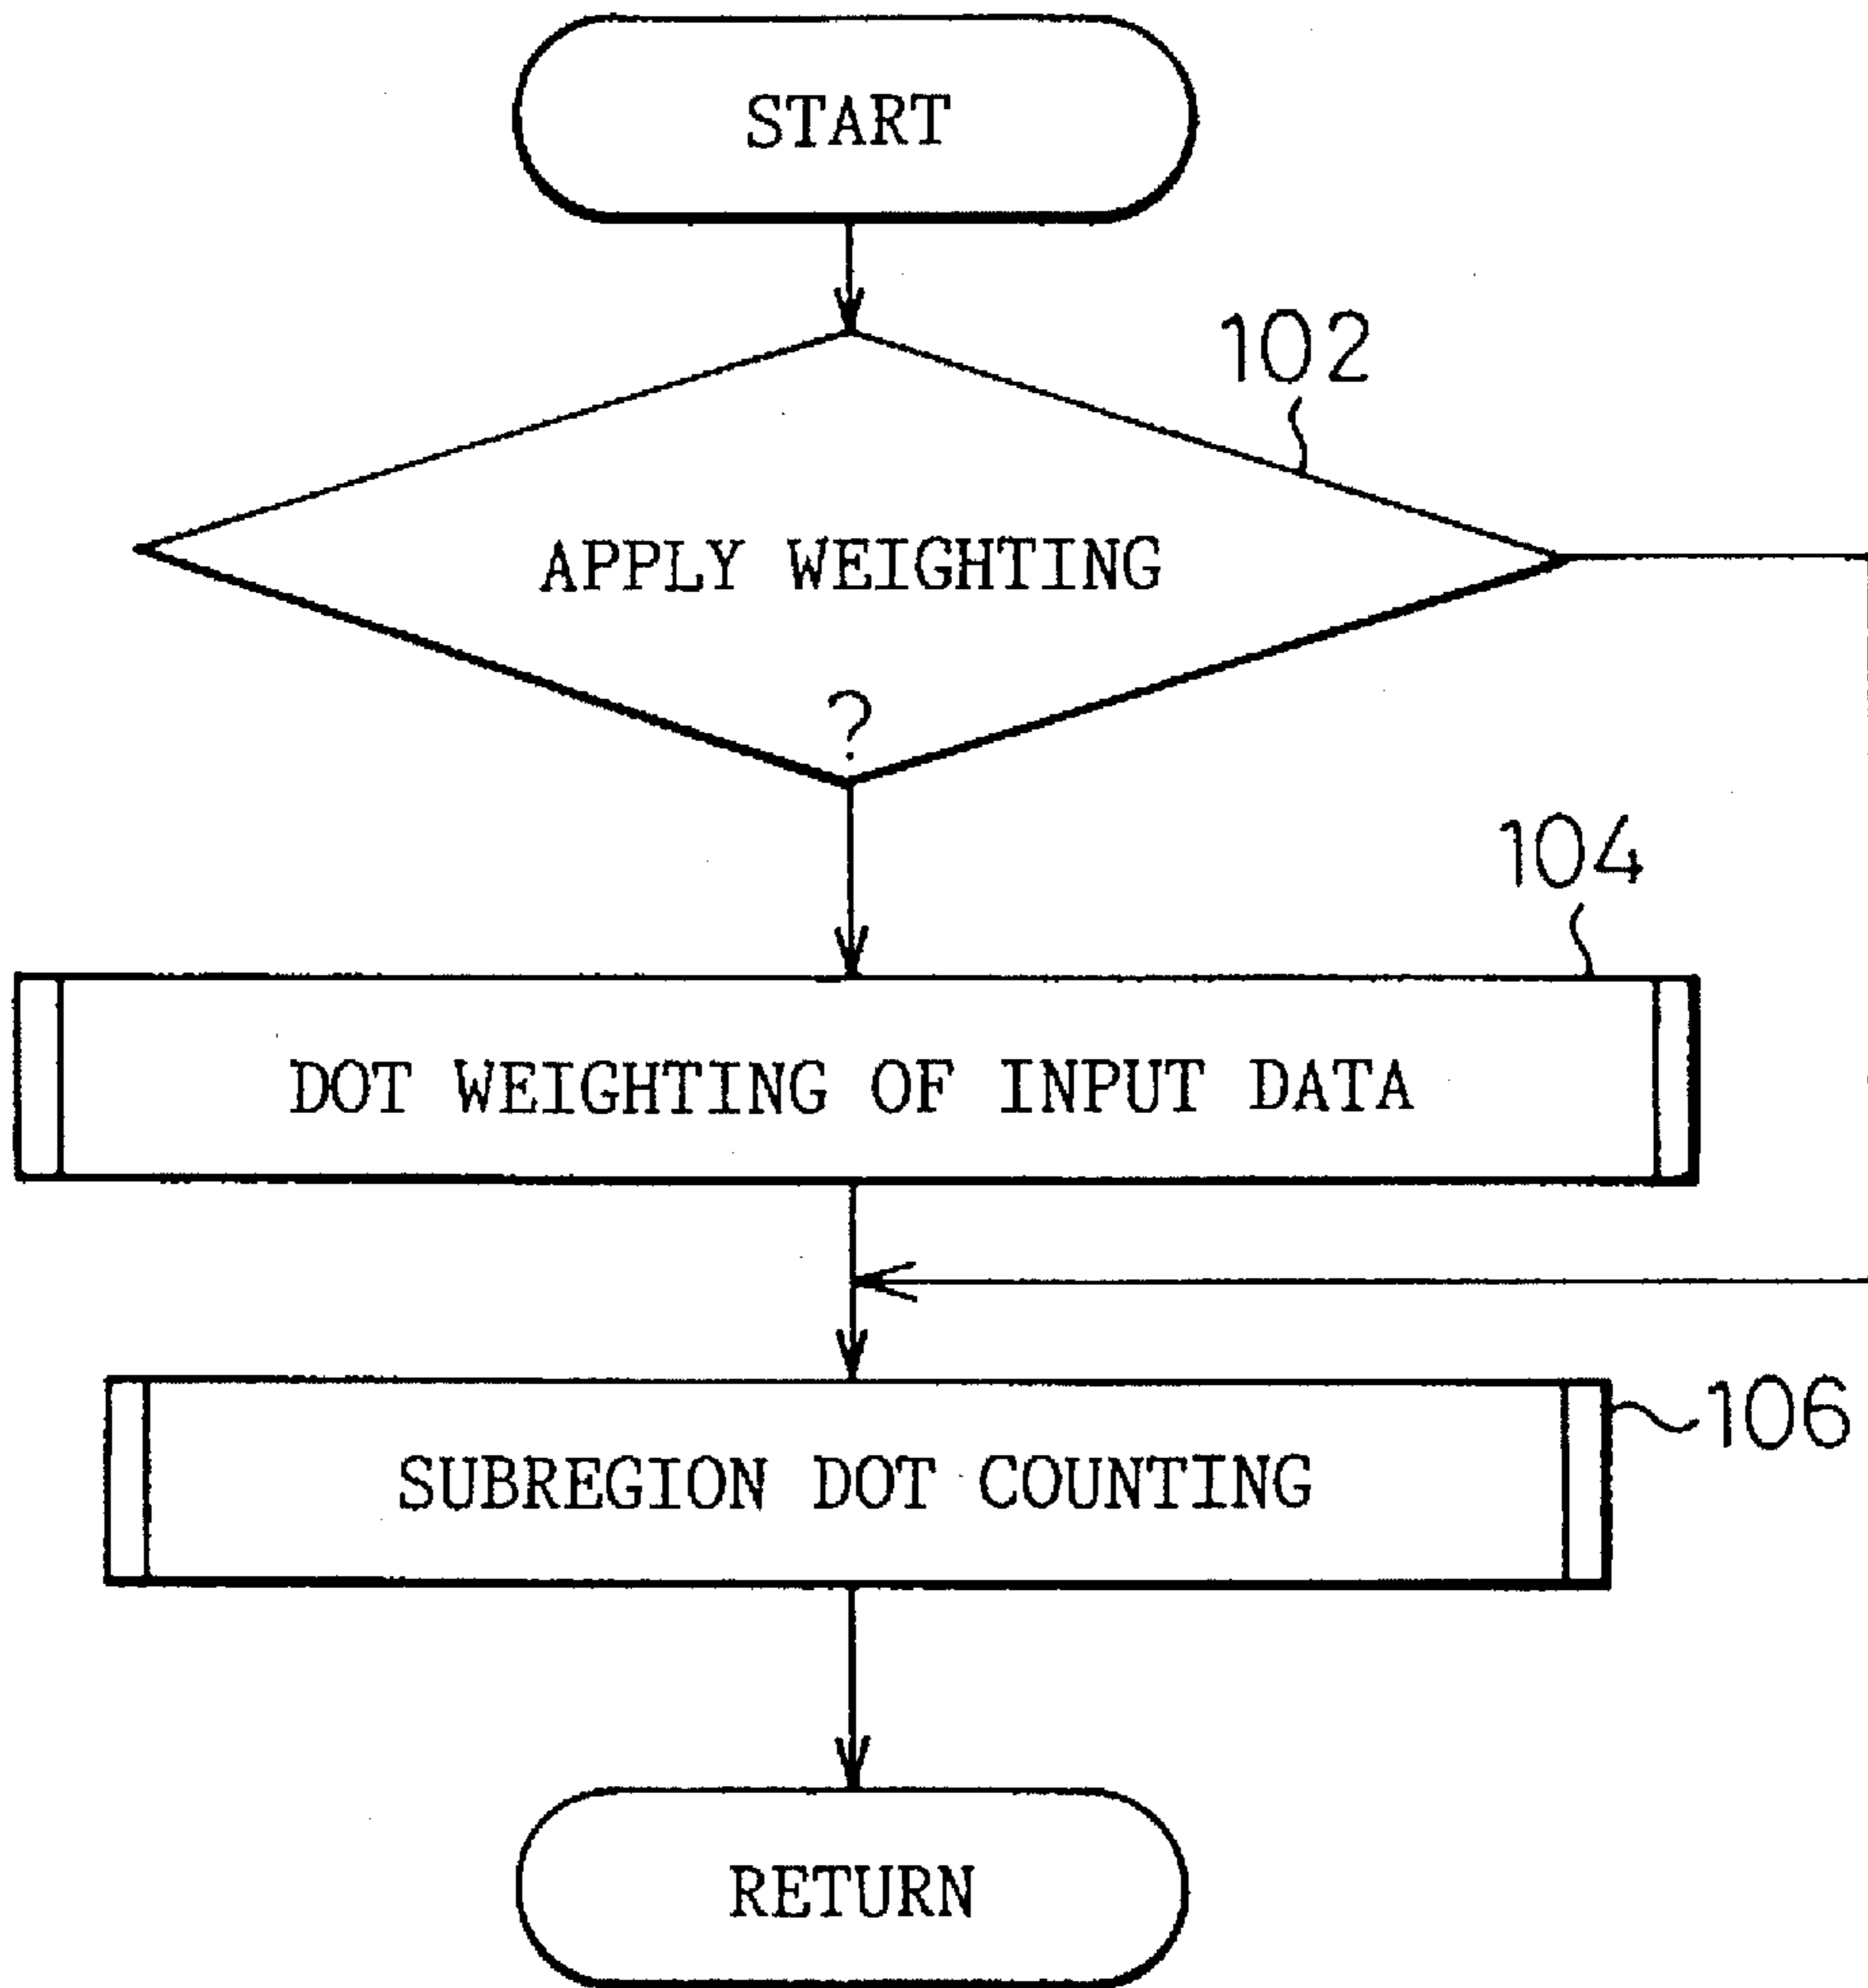 START
102
APPLY WEIGHTING
?
104
DOT WEIGHTING OF INPUT DATA
106
SUBREGION DOT COUNTING
RETURN